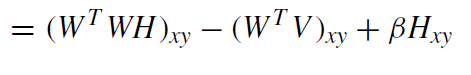 = (W^T WH)_{xy} − (W^T V)_{xy} + βH_{xy}